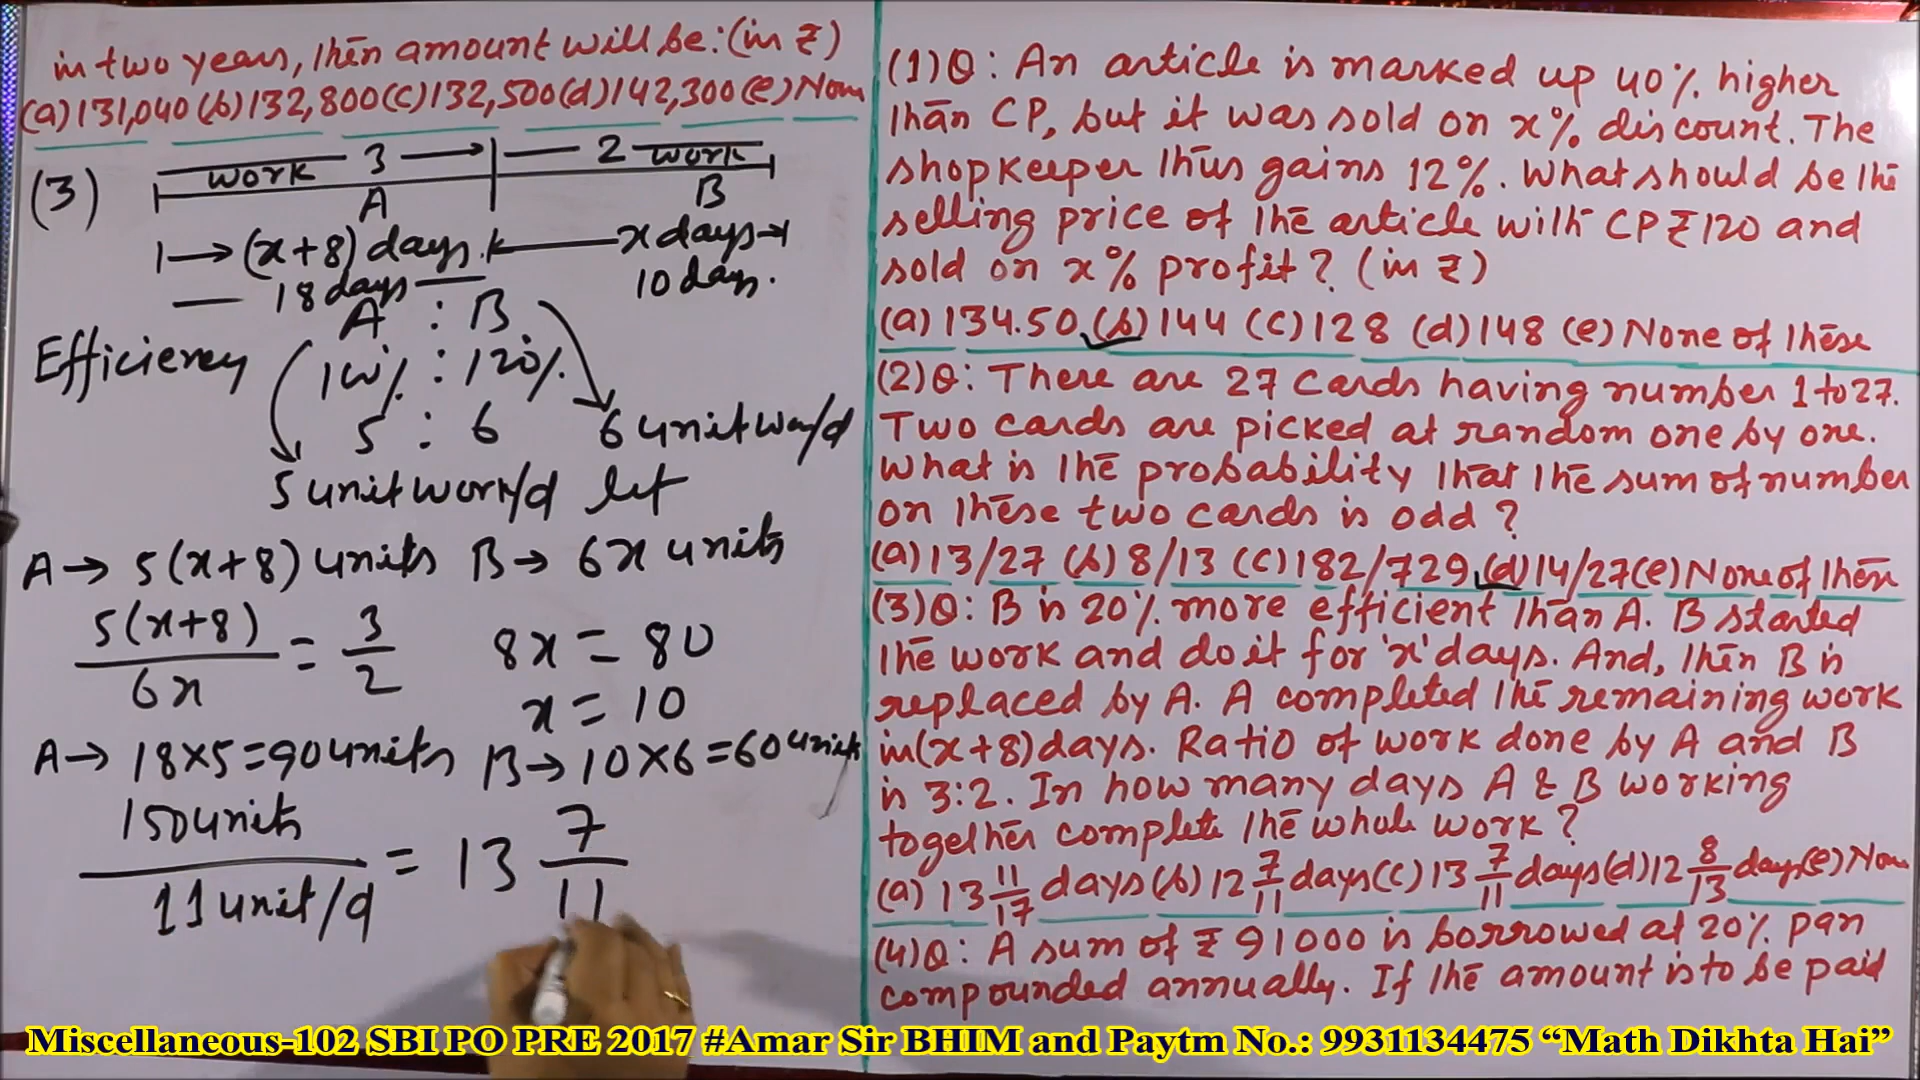 in two years, then amount will be: (in ₹)
(a) 131,040 (b) 132,800 (c) 132,500 (d) 142,300 (e) None
(3)
work 3
2 work
A
B
1 → (x+8) days
x days
18 days
10 days.
A : B
Efficiency
100% : 120%
5 : 6
6 unit work/d
5 unit work/d let
A → 5(x+8) units B → 6x units
5(x+8)/6x = 3/2
8x = 80
x = 10
A → 18×5=90 units B → 10×6=60 units
150 units/11 unit/d = 13 7/11
(1)Q: An article is marked up 40% higher
than CP, but it was sold on x% discount. The
shopkeeper thus gains 12%. What should be the
selling price of the article with CP ₹120 and
sold on x% profit? (in ₹)
(a) 134.50 (b) 144 (c) 128 (d) 148 (e) None of these
(2)Q: There are 27 cards having number 1 to 27.
Two cards are picked at random one by one.
What is the probability that the sum of number
on these two cards is odd?
(a) 13/27 (b) 8/13 (c) 182/729 (d) 14/27 (e) None of these
(3)Q: B is 20% more efficient than A. B started
the work and do it for 'x' days. And, then B is
replaced by A. A completed the remaining work
in (x+8) days. Ratio of work done by A and B
is 3:2. In how many days A & B working
together complete the whole work?
(a) 13 11/17 days (b) 12 7/11 days (c) 13 7/11 days (d) 12 8/13 days (e) None
(4)Q: A sum of ₹ 91000 is borrowed at 20% pan
compounded annually. If the amount is to be paid
Miscellaneous-102 SBI PO PRE 2017 #Amar Sir BHIM and Paytm No.: 9931134475 “Math Dikhta Hai”